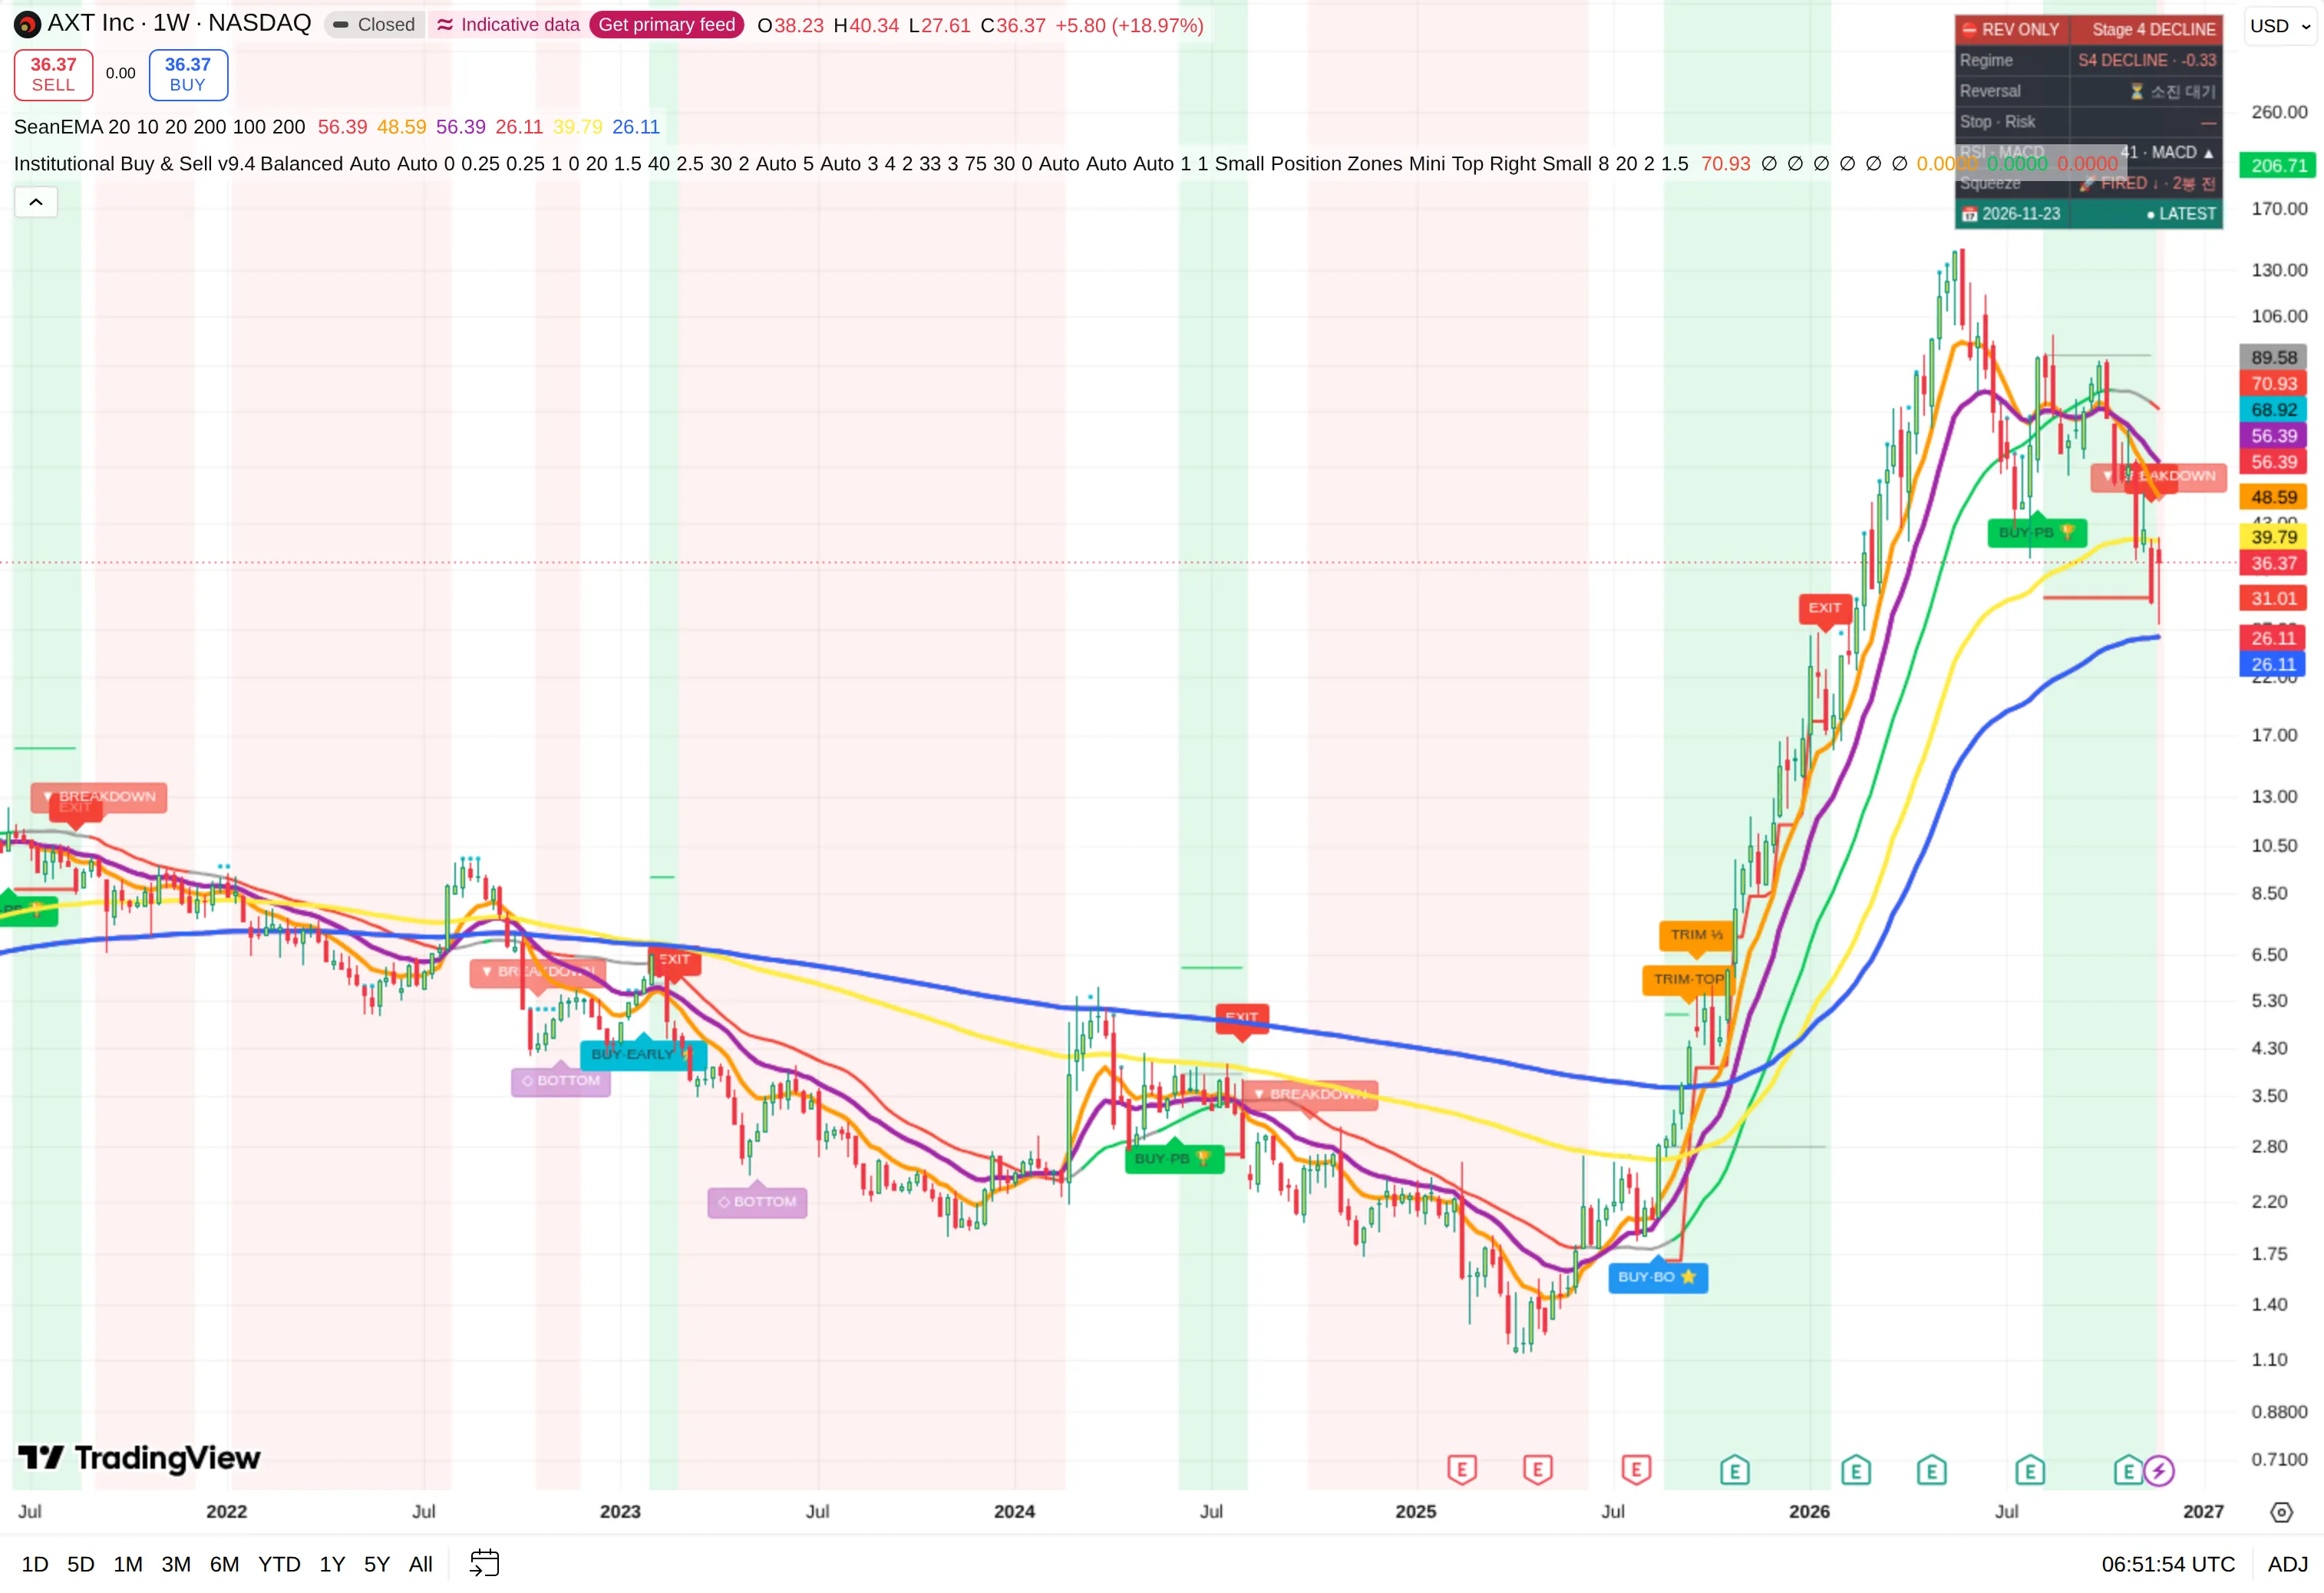 AXT Inc · 1W · NASDAQ Closed Indicative data Get primary feed O38.23 H40.34 L27.61 C36.37 +5.80 (+18.97%)
36.37 SELL 0.00 36.37 BUY
SeanEMA 20 10 20 200 100 200 56.39 48.59 56.39 26.11 39.79 26.11
Institutional Buy & Sell v9.4 Balanced Auto Auto 0 0.25 0.25 1 0 20 1.5 40 2.5 30 2 Auto 5 Auto 3 4 2 33 3 75 30 0 Auto Auto Auto 1 1 Small Position Zones Mini Top Right Small 8 20 2 1.5 70.93 ∅ ∅ ∅ ∅ ∅ ∅ 0.0000 0.0000 0.0000
⛔ REV ONLY Stage 4 DECLINE
Regime S4 DECLINE · -0.33
Reversal ⏳ 소진 대기
Stop · Risk —
RSI · MACD 41 · MACD ▲
Squeeze 🚀 FIRED ↓ · 2봉 전
📅 2026-11-23 ● LATEST
USD
260.00
206.71
170.00
130.00
106.00
89.58
70.93
68.92
56.39
56.39
48.59
39.79
36.37
31.01
26.11
26.11
22.00
17.00
13.00
10.50
8.50
6.50
5.30
4.30
3.50
2.80
2.20
1.75
1.40
1.10
0.8800
0.7100
▼ BREAKDOWN
EXIT
▼ BREAKDOWN
EXIT
BUY-EARLY
◇ BOTTOM
◇ BOTTOM
EXIT
▼ BREAKDOWN
BUY-PB 🏆
TRIM ⅓
TRIM-TOP
BUY-BO ⭐
EXIT
BUY-PB 🏆
E E E E E E E E
TradingView
Jul 2022 Jul 2023 Jul 2024 Jul 2025 Jul 2026 Jul 2027
1D 5D 1M 3M 6M YTD 1Y 5Y All 06:51:54 UTC ADJ